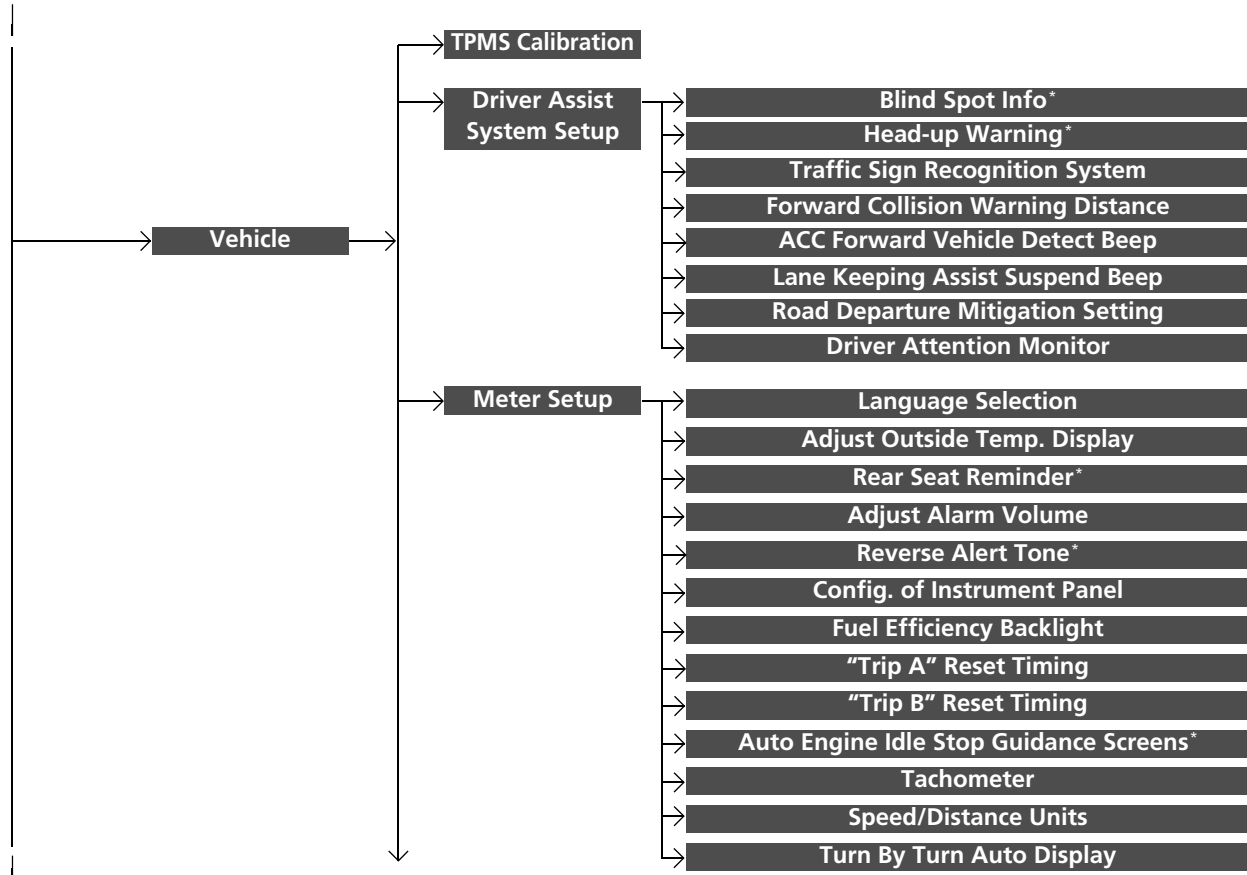 TPMS Calibration
Driver Assist
System Setup
Blind Spot Info*
Head-up Warning*
Traffic Sign Recognition System
Forward Collision Warning Distance
Vehicle
ACC Forward Vehicle Detect Beep
Lane Keeping Assist Suspend Beep
Road Departure Mitigation Setting
Driver Attention Monitor
Meter Setup
Language Selection
Adjust Outside Temp. Display
Rear Seat Reminder*
Adjust Alarm Volume
Reverse Alert Tone*
Config. of Instrument Panel
Fuel Efficiency Backlight
“Trip A” Reset Timing
“Trip B” Reset Timing
Auto Engine Idle Stop Guidance Screens*
Tachometer
Speed/Distance Units
Turn By Turn Auto Display